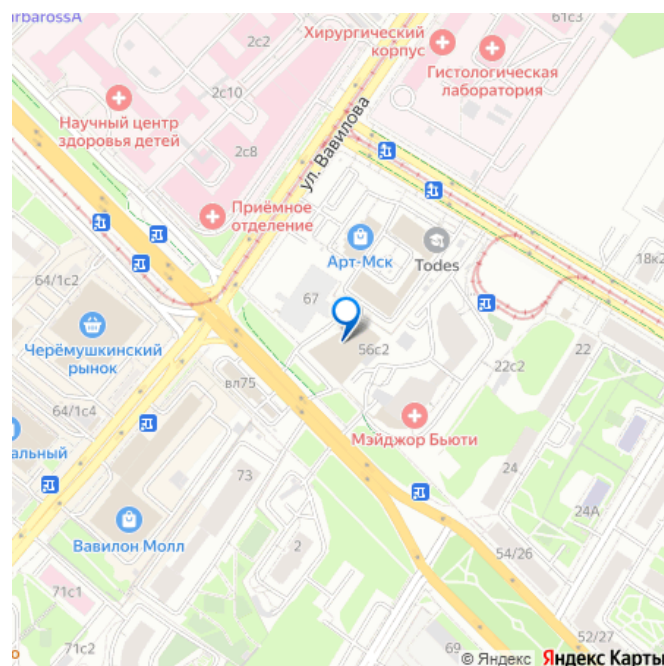 arbarossA
2с2
61с3
Хирургический
корпус
Гистологическая
лаборатория
2с10
Научный центр
здоровья детей
2с8
ул. Вавилова
Приёмное
отделение
Арт-Мск
Todes
18к2
64/1с2
67
Черёмушкинский
рынок
56с2
22
22с2
вл75
64/1с4
Мэйджор Бьюти
альный
73
24
24А
Вавилон Молл
2
54/26
71с1
71с2
69
52/27
о
© Яндекс Яндекс Карты